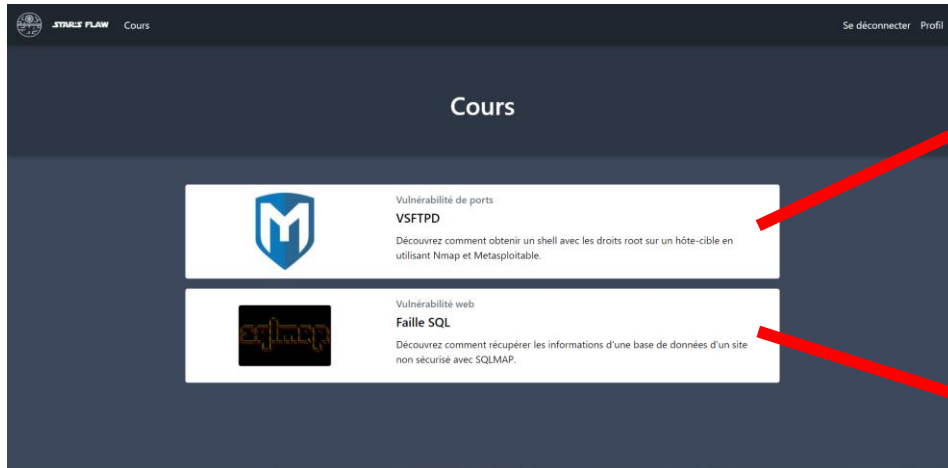 STAR:S FLAW Cours Se déconnecter Profil
Cours
Vulnérabilité de ports
VSFTPD
Découvrez comment obtenir un shell avec les droits root sur un hôte-cible en
utilisant Nmap et Metasploitable.
sqlmap
Vulnérabilité web
Faille SQL
Découvrez comment récupérer les informations d'une base de données d'un site
non sécurisé avec SQLMAP.